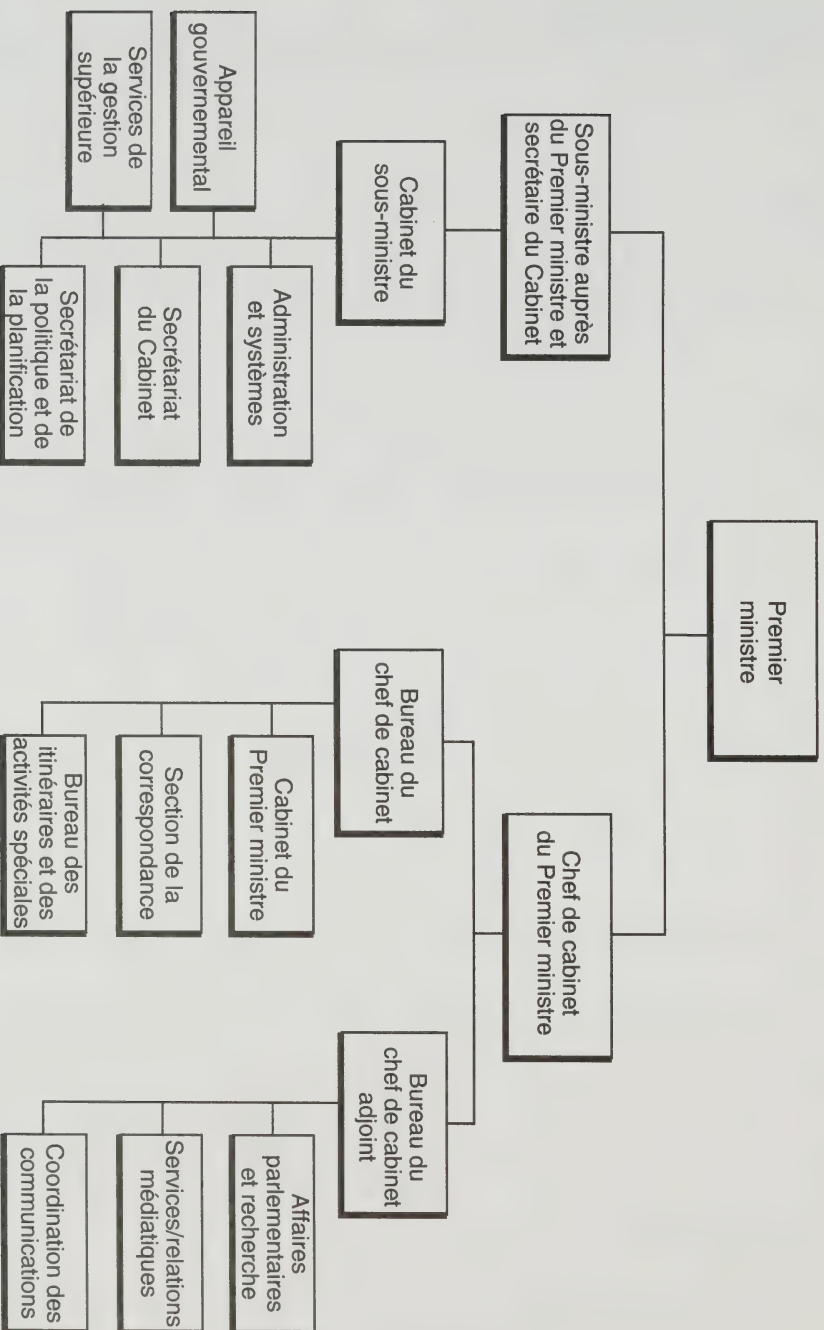 Premier
ministre
Sous-ministre auprès
du Premier ministre et
secrétaire du Cabinet
Chef de cabinet
du Premier ministre
Cabinet du
sous-ministre
Bureau du
chef de cabinet
Bureau du
chef de cabinet
adjoint
Appareil
gouvernemental
Services de
la gestion
supérieure
Administration
et systèmes
Secrétariat
du Cabinet
Secrétariat de
la politique et de
la planification
Cabinet du
Premier ministre
Section de la
correspondance
Bureau des
itinéraires et des
activités spéciales
Affaires
parlementaires
et recherche
Services/relations
médiatiques
Coordination des
communications